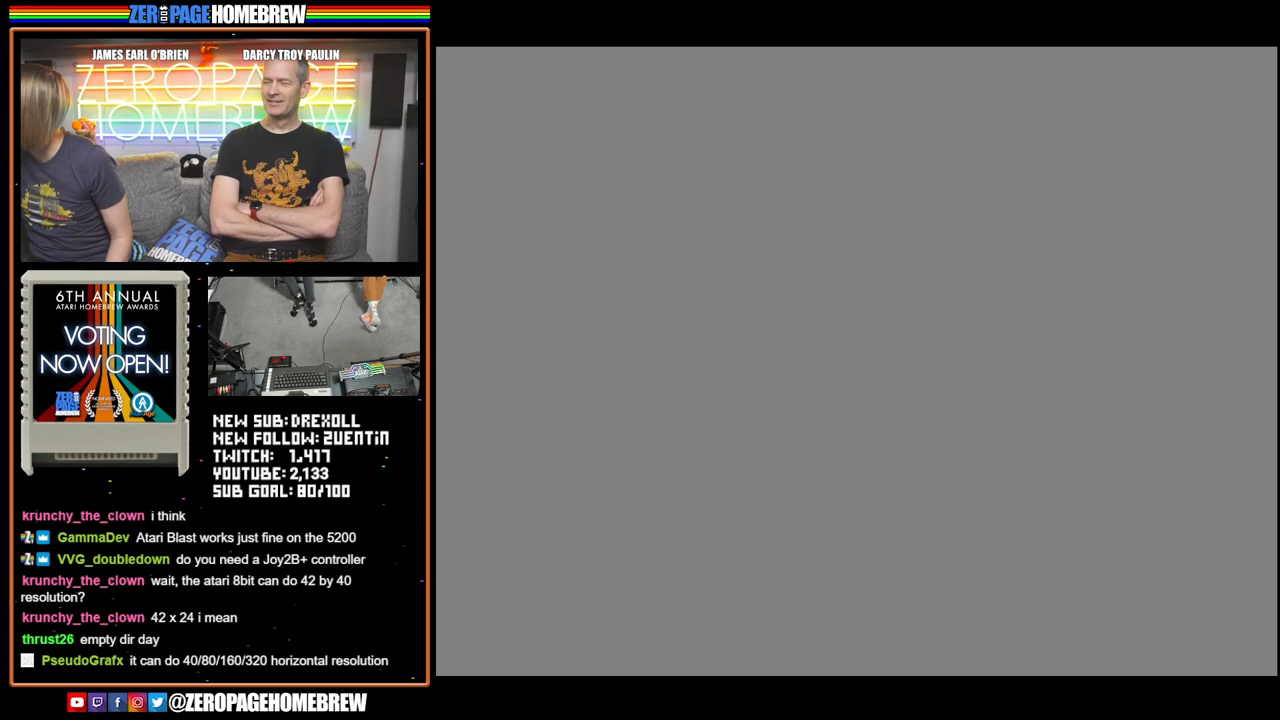 ZEROPAGE HOMEBREW
JAMES EARL O'BRIEN
DARCY TROY PAULIN
ZEROPAGE
HOMEBREW
6TH ANNUAL
ATARI HOMEBREW AWARDS
VOTING
NOW OPEN!
NEW SUB: DREXOLL
NEW FOLLOW: ZUENTIN
TWITCH: 1,417
YOUTUBE: 2,133
SUB GOAL: 80/100
krunchy_the_clown i think
GammaDev Atari Blast works just fine on the 5200
VVG_doubledown do you need a Joy2B+ controller
krunchy_the_clown wait, the atari 8bit can do 42 by 40
resolution?
krunchy_the_clown 42 x 24 i mean
thrust26 empty dir day
PseudoGrafx it can do 40/80/160/320 horizontal resolution
@ZEROPAGEHOMEBREW